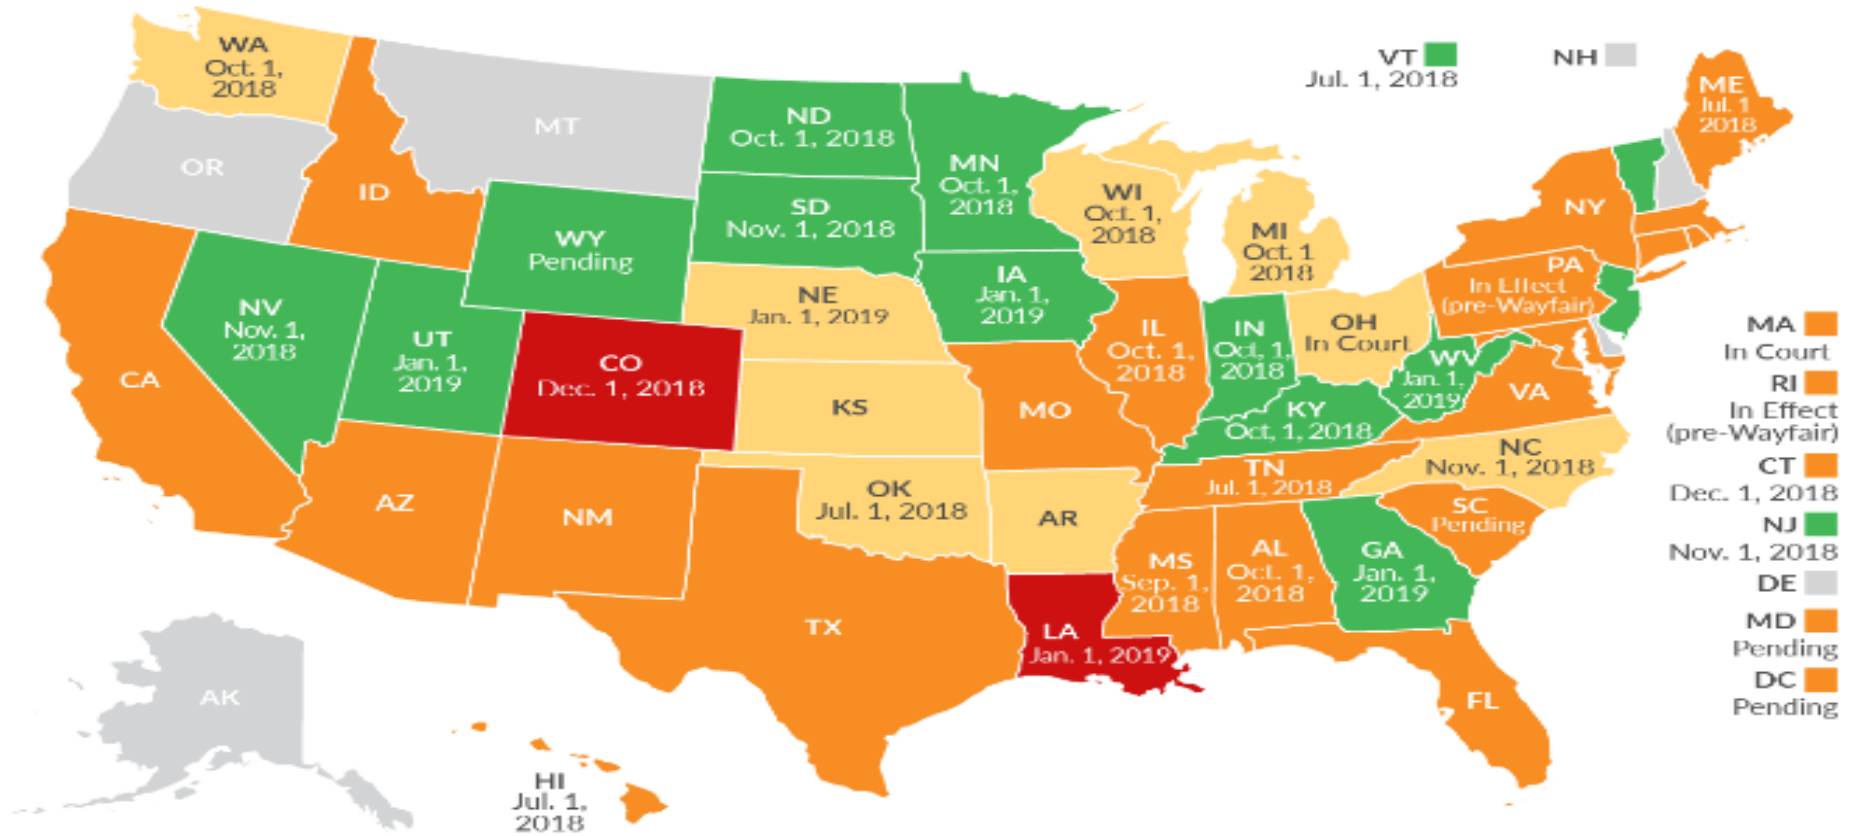 WA
Oct. 1,
2018
OR
ID
MT
ND
Oct. 1, 2018
MN
Oct. 1,
2018
SD
Nov. 1, 2018
WY
Pending
WI
Oct. 1,
2018
MI
Oct. 1
2018
VT
Jul. 1, 2018
NH
ME
Jul. 1
2018
NY
PA
In Effect
(pre-Wayfair)
NV
Nov. 1,
2018
UT
Jan. 1,
2019
CO
Dec. 1, 2018
NE
Jan. 1, 2019
IA
Jan. 1,
2019
IL
Oct. 1,
2018
IN
Oct, 1,
2018
OH
In Court
WV
Jan. 1,
2019
VA
CA
KS
MO
KY
Oct, 1, 2018
NC
Nov. 1, 2018
TN
Jul. 1, 2018
AZ
NM
OK
Jul. 1, 2018
AR
SC
Pending
MS
Sep. 1,
2018
AL
Oct. 1,
2018
GA
Jan. 1,
2019
TX
LA
Jan. 1, 2019
FL
AK
HI
Jul. 1,
2018
MA
In Court
RI
In Effect
(pre-Wayfair)
CT
Dec. 1, 2018
NJ
Nov. 1, 2018
DE
MD
Pending
DC
Pending